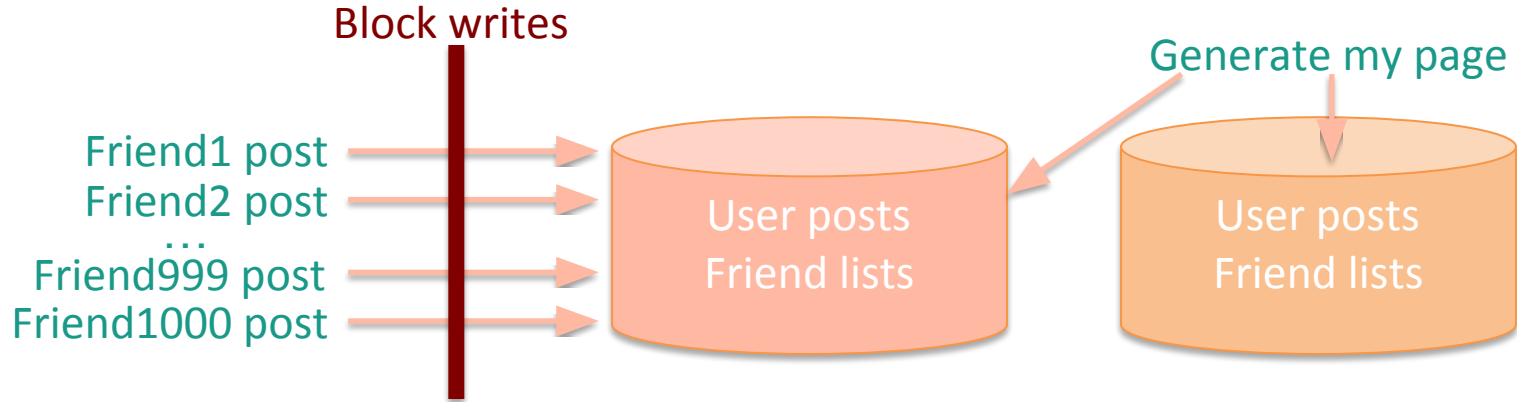 Block writes
Generate my page
Friend1 post
Friend2 post
...
Friend999 post
Friend1000 post
User posts
Friend lists
User posts
Friend lists